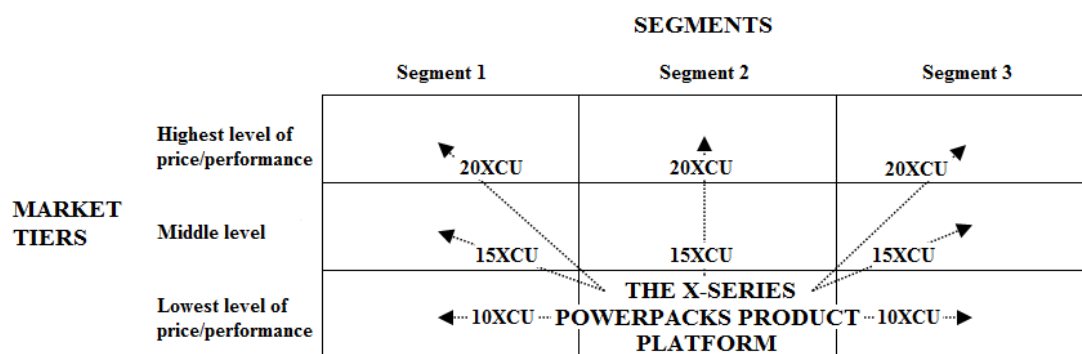 SEGMENTS
Segment 1 Segment 2 Segment 3
Highest level of
price/performance
20XCU 20XCU 20XCU
MARKET
TIERS
Middle level
15XCU 15XCU 15XCU
Lowest level of
price/performance
THE X-SERIES
10XCU POWERPACKS PRODUCT 10XCU
PLATFORM